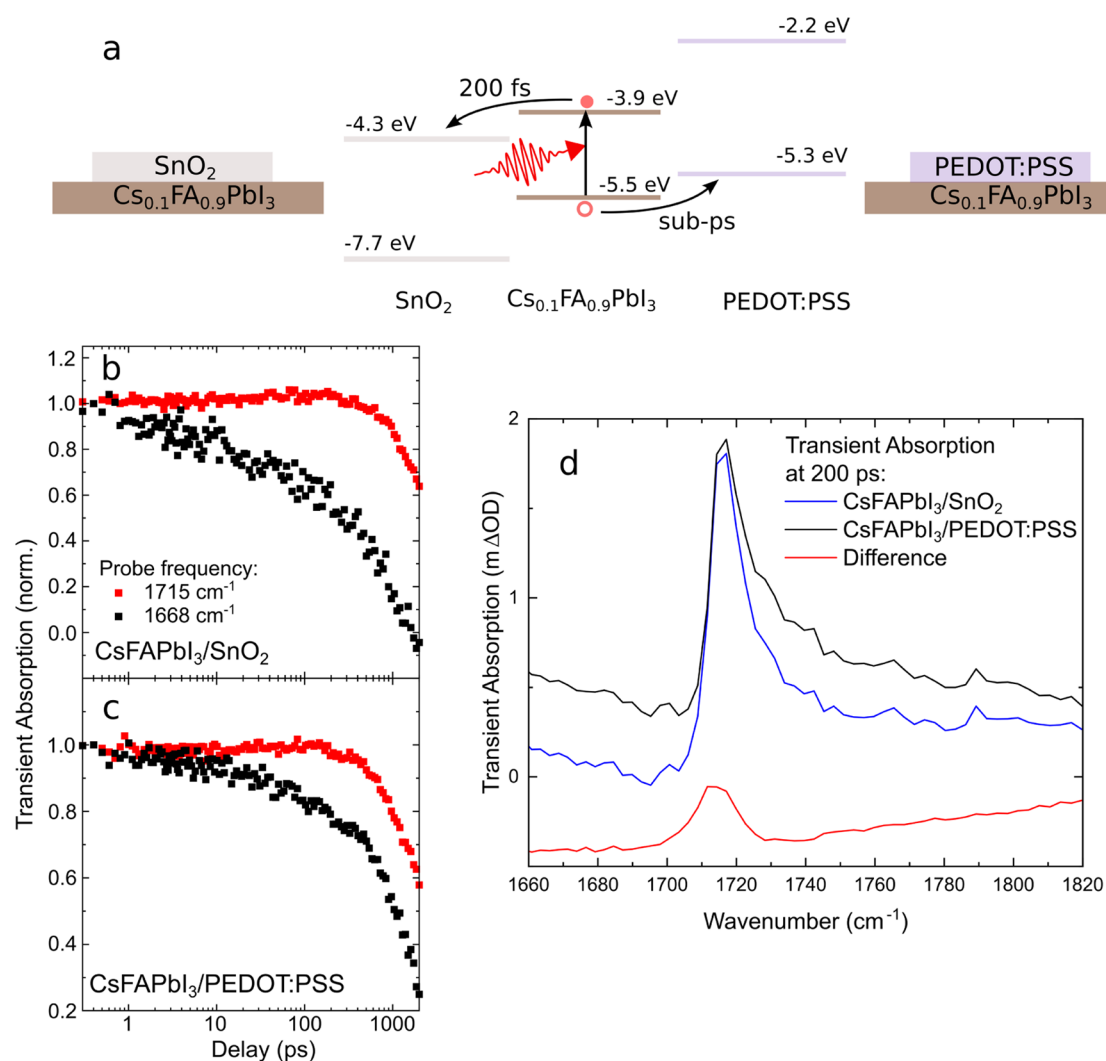 a
-2.2 eV
200 fs
-3.9 eV
-4.3 eV
-5.3 eV
SnO₂
Cs₀.₁FA₀.₉PbI₃
PEDOT:PSS
Cs₀.₁FA₀.₉PbI₃
-5.5 eV
sub-ps
-7.7 eV
SnO₂
Cs₀.₁FA₀.₉PbI₃
PEDOT:PSS
b
1.2
1.0
0.8
0.6
0.4
0.2
0.0
Probe frequency:
1715 cm⁻¹
1668 cm⁻¹
CsFAPbI₃/SnO₂
c
1.0
0.8
0.6
0.4
0.2
CsFAPbI₃/PEDOT:PSS
1
10
100
1000
Delay (ps)
Transient Absorption (norm.)
d
2
1
0
Transient Absorption
at 200 ps:
CsFAPbI₃/SnO₂
CsFAPbI₃/PEDOT:PSS
Difference
1660
1680
1700
1720
1740
1760
1780
1800
1820
Wavenumber (cm⁻¹)
Transient Absorption (m ΔOD)